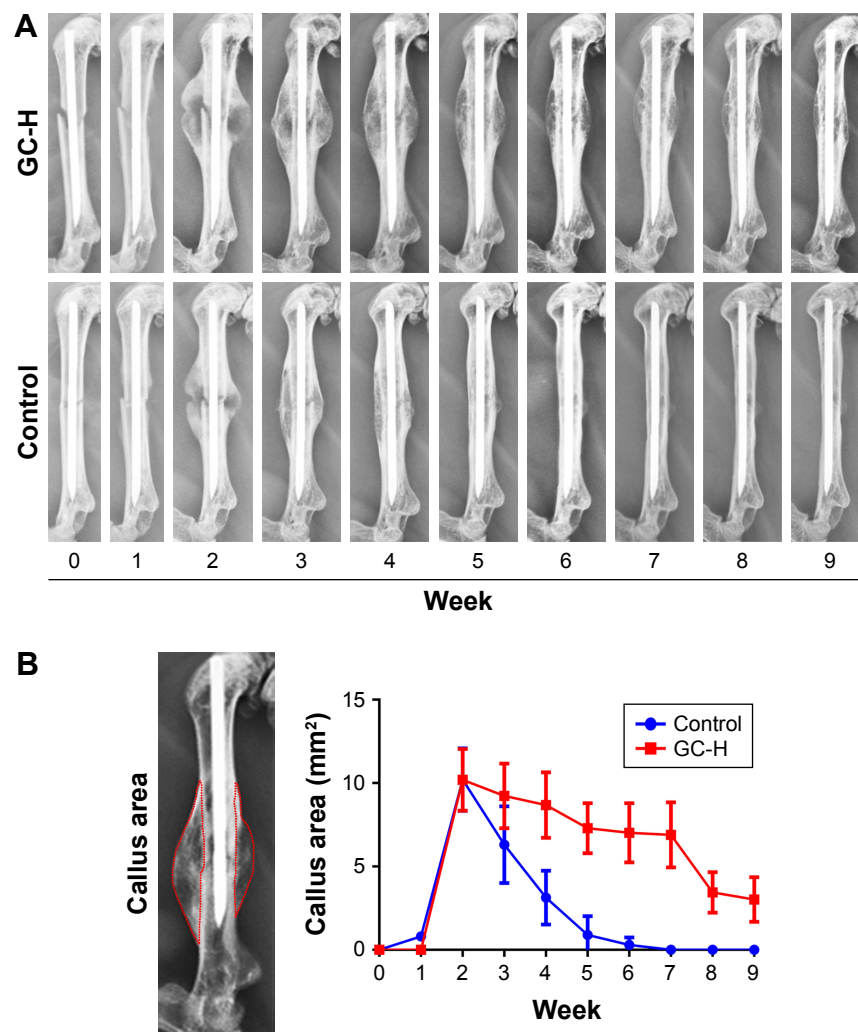 A
GC-H
Control
0 1 2 3 4 5 6 7 8 9
Week
B
Callus area
Callus area (mm²)
15
10
5
0
Control
GC-H
0 1 2 3 4 5 6 7 8 9
Week